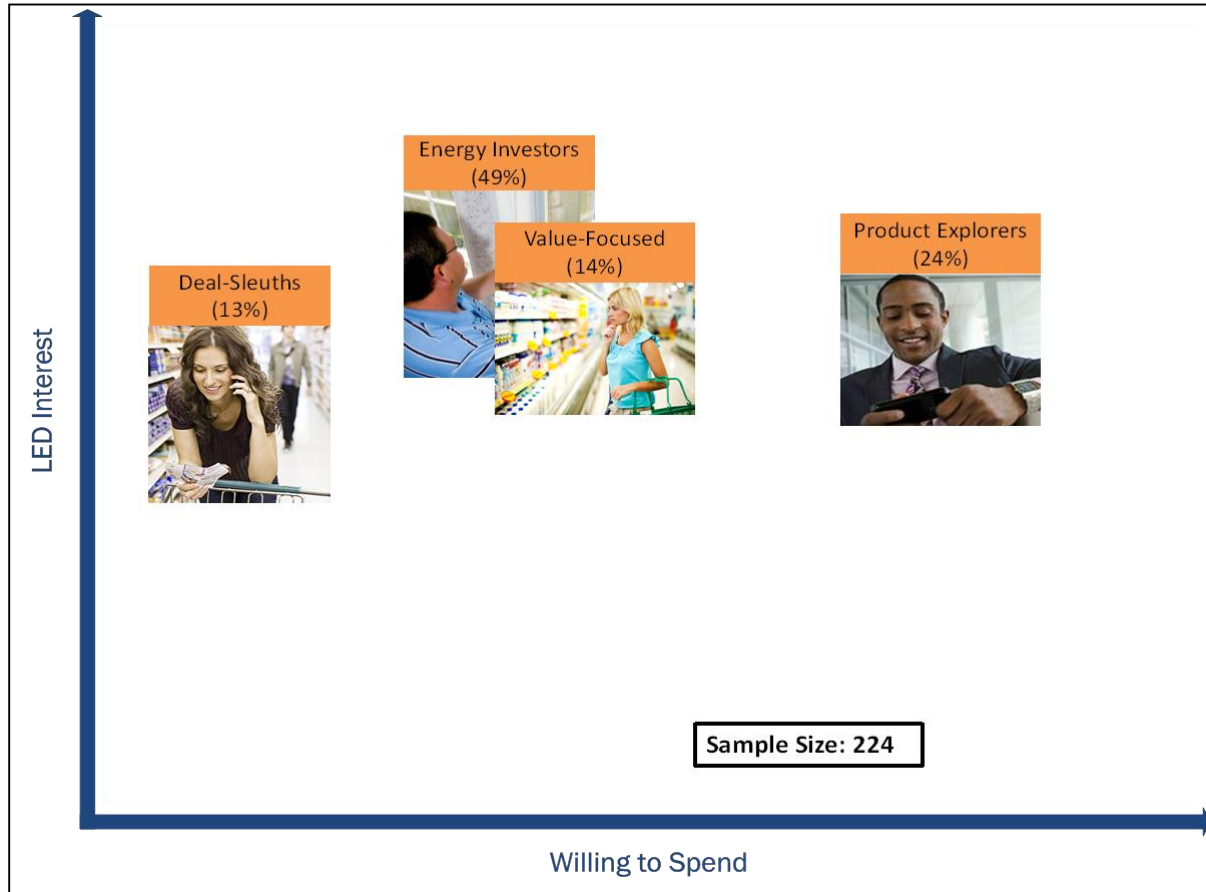 Energy Investors
(49%)
Value-Focused
(14%)
Product Explorers
(24%)
Deal-Sleuths
(13%)
LED Interest
Sample Size: 224
Willing to Spend